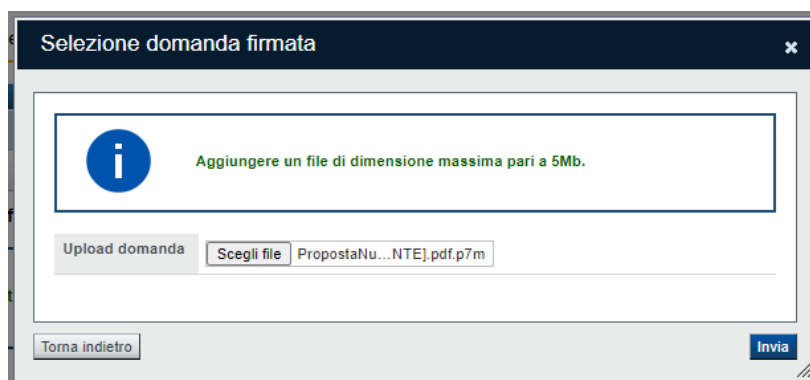 Selezione domanda firmata
Aggiungere un file di dimensione massima pari a 5Mb.
Upload domanda Scegli file PropostaNu...NTE].pdf.p7m
Torna indietro Invia